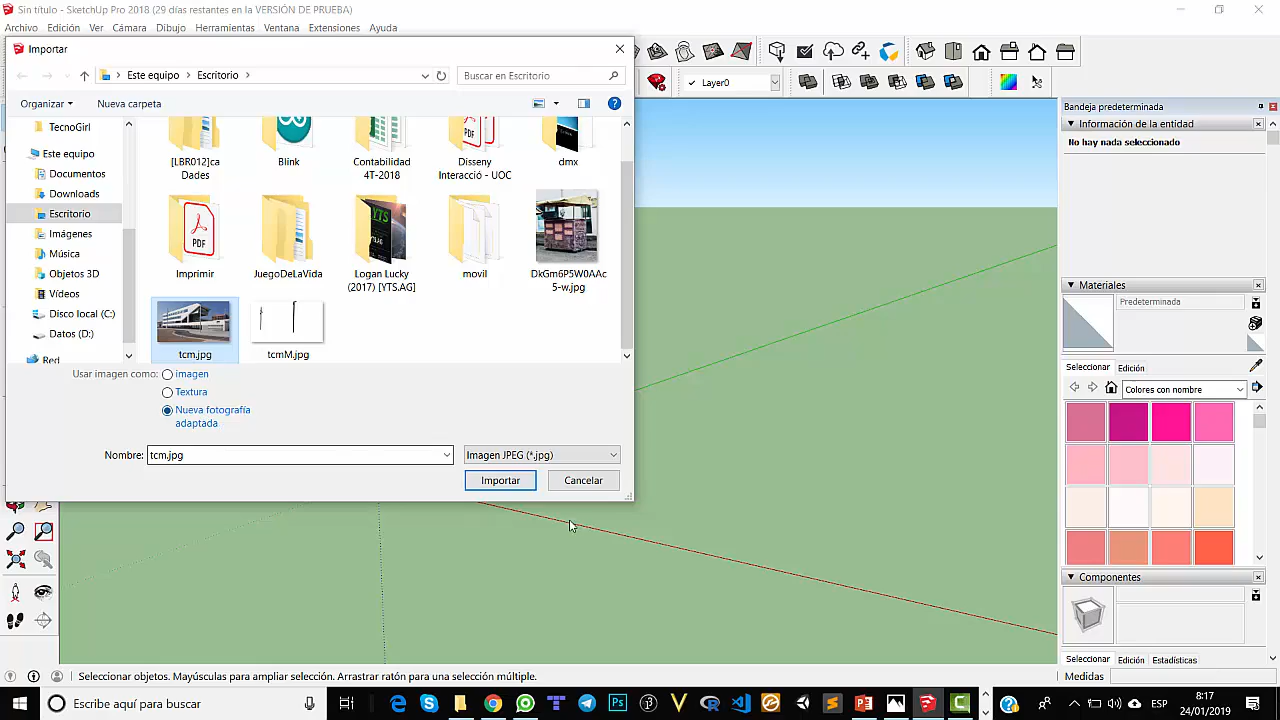 Sin título - SketchUp Pro 2018 (29 días restantes en la VERSIÓN DE PRUEBA)
Archivo Edición Ver Cámara Dibujo Herramientas Ventana Extensiones Ayuda
Importar
Este equipo Escritorio
Buscar en Escritorio
Organizar Nueva carpeta
Layer0
TecnoGirl
Este equipo
Documentos
Downloads
Escritorio
Imágenes
Música
Objetos 3D
Vídeos
Disco local (C:)
Datos (D:)
Red
[LBR012]ca
Dades
Blink
Contabilidad
4T-2018
Disseny
Interacció - UOC
dmx
PDF
Imprimir
JuegoDeLaVida
YTS
Logan Lucky
(2017) [YTS.AG]
movil
DkGm6P5W0AAc
5-w.jpg
tcm.jpg
tcmM.jpg
Usar imagen como: imagen
Textura
Nueva fotografía
adaptada
Nombre: tcm.jpg
Imagen JPEG (*.jpg)
Importar Cancelar
Bandeja predeterminada
Información de la entidad
No hay nada seleccionado
Materiales
Predeterminada
Seleccionar Edición
Colores con nombre
Componentes
Seleccionar Edición Estadísticas
Seleccionar objetos. Mayúsculas para ampliar selección. Arrastrar ratón para una selección múltiple.
Medidas
Escribe aquí para buscar
ESP
8:17
24/01/2019